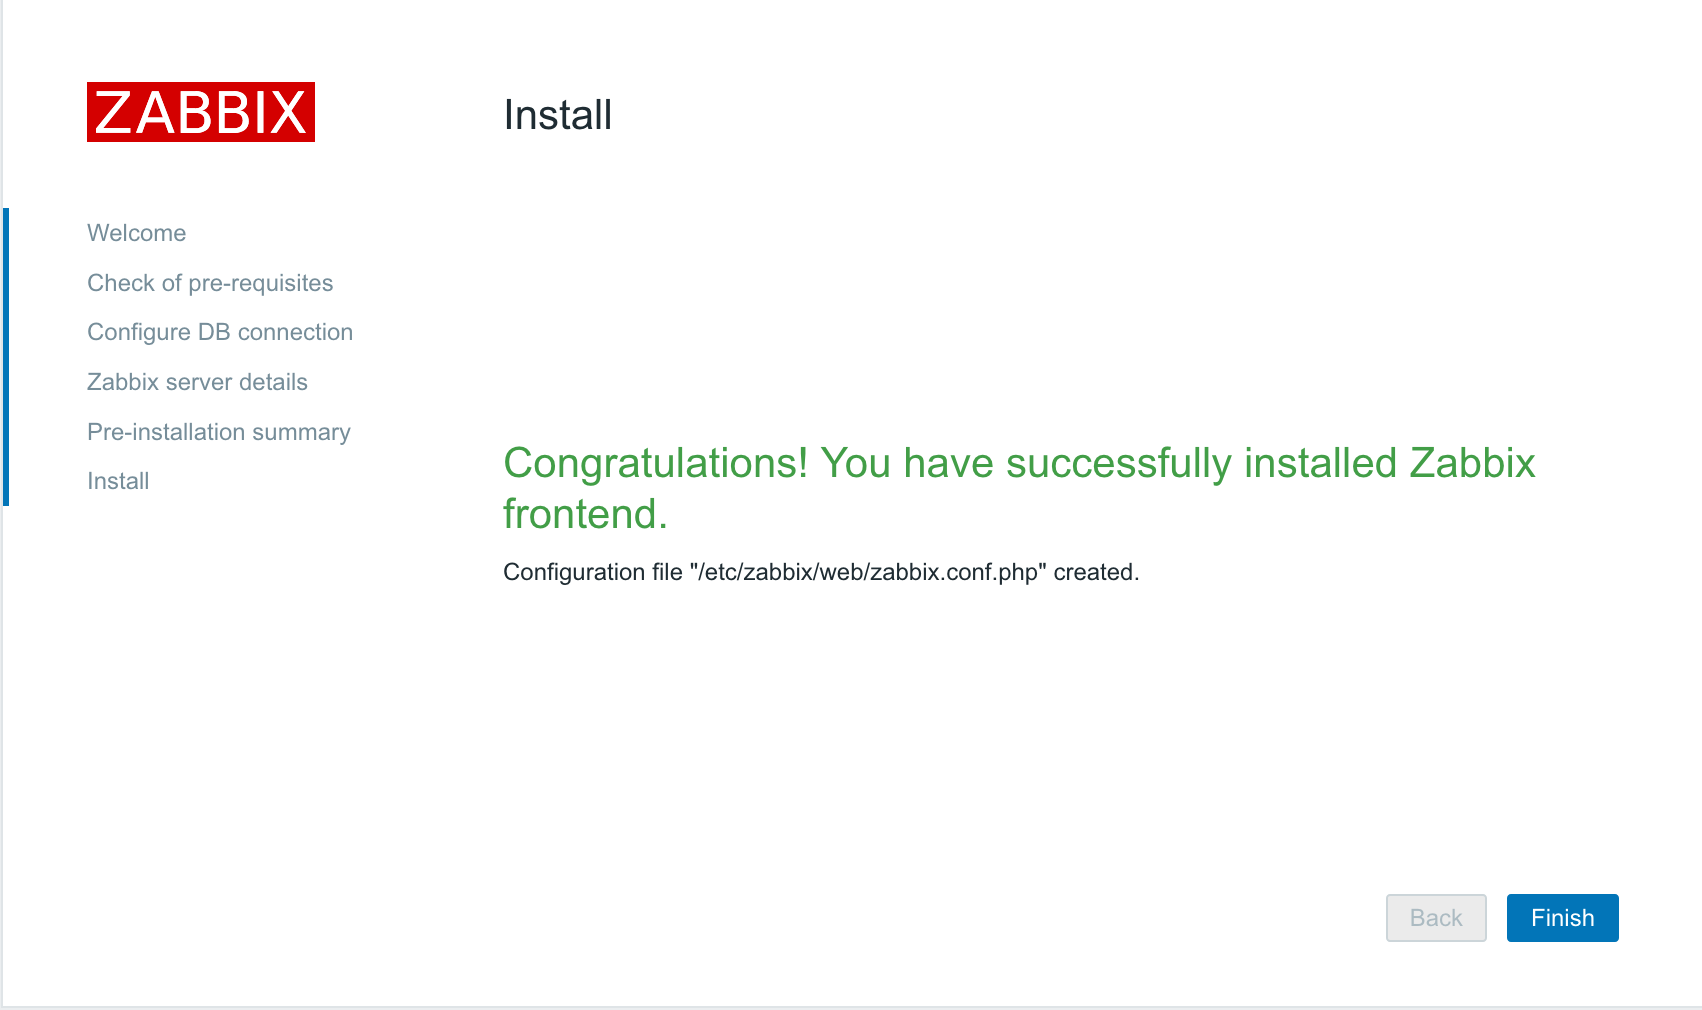 ZABBIX
Install
Welcome
Check of pre-requisites
Configure DB connection
Zabbix server details
Pre-installation summary
Install
Congratulations! You have successfully installed Zabbix
frontend.
Configuration file "/etc/zabbix/web/zabbix.conf.php" created.
Back
Finish